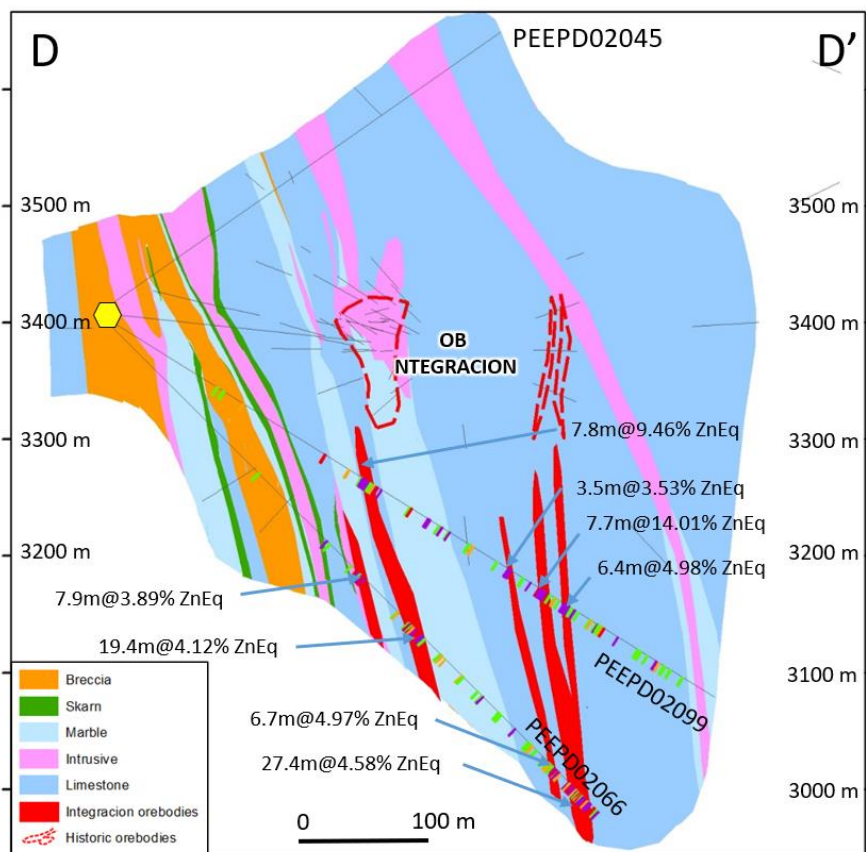 D
PEEPD02045
D'
3500 m
3500 m
3400 m
3400 m
OB
NTEGRACION
3300 m
7.8m@9.46% ZnEq
3300 m
3.5m@3.53% ZnEq
7.7m@14.01% ZnEq
3200 m
3200 m
6.4m@4.98% ZnEq
7.9m@3.89% ZnEq
19.4m@4.12% ZnEq
PEEPD02099
3100 m
6.7m@4.97% ZnEq
PEEPD02066
27.4m@4.58% ZnEq
3000 m
Breccia
Skarn
Marble
Intrusive
Limestone
Integracion orebodies
Historic orebodies
0 100 m